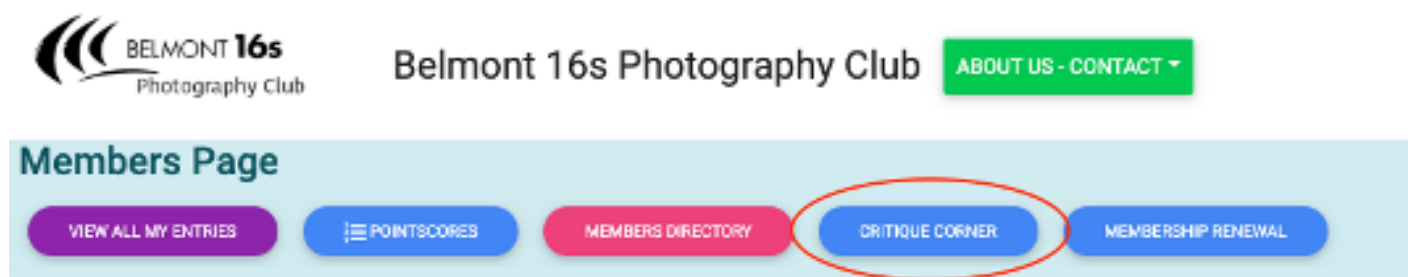 BELMONT 16s
Photography Club
Belmont 16s Photography Club
ABOUT US - CONTACT
Members Page
VIEW ALL MY ENTRIES
POINTSCORES
MEMBERS DIRECTORY
CRITIQUE CORNER
MEMBERSHIP RENEWAL